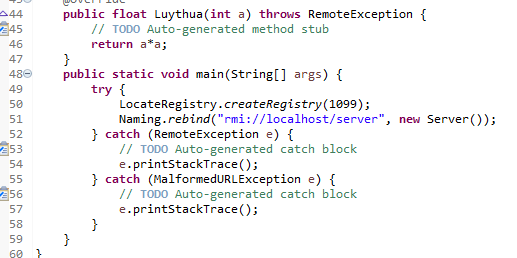 @Override
44 public float Luythua(int a) throws RemoteException {
45 // TODO Auto-generated method stub
46 return a*a;
47 }
48 public static void main(String[] args) {
49 try {
50 LocateRegistry.createRegistry(1099);
51 Naming.rebind("rmi://localhost/server", new Server());
52 } catch (RemoteException e) {
53 // TODO Auto-generated catch block
54 e.printStackTrace();
55 } catch (MalformedURLException e) {
56 // TODO Auto-generated catch block
57 e.printStackTrace();
58 }
59 }
60 }